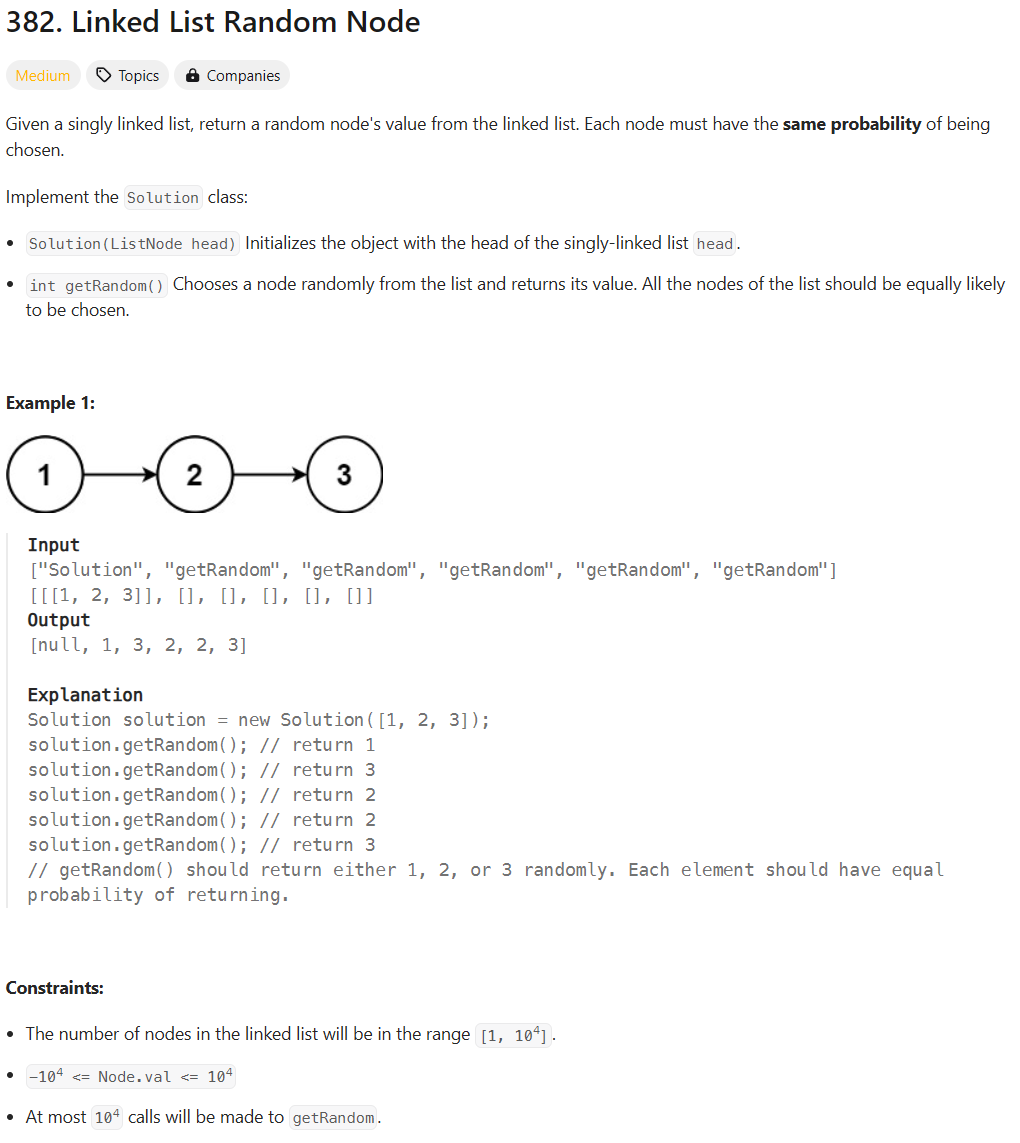 382. Linked List Random Node
Medium Topics Companies
Given a singly linked list, return a random node's value from the linked list. Each node must have the same probability of being
chosen.
Implement the Solution class:
• Solution(ListNode head) Initializes the object with the head of the singly-linked list head.
• int getRandom() Chooses a node randomly from the list and returns its value. All the nodes of the list should be equally likely
to be chosen.
Example 1:
1 2 3
Input
["Solution", "getRandom", "getRandom", "getRandom", "getRandom", "getRandom"]
[[[1, 2, 3]], [], [], [], [], []]
Output
[null, 1, 3, 2, 2, 3]
Explanation
Solution solution = new Solution([1, 2, 3]);
solution.getRandom(); // return 1
solution.getRandom(); // return 3
solution.getRandom(); // return 2
solution.getRandom(); // return 2
solution.getRandom(); // return 3
// getRandom() should return either 1, 2, or 3 randomly. Each element should have equal
probability of returning.
Constraints:
• The number of nodes in the linked list will be in the range [1, 10⁴].
• -10⁴ <= Node.val <= 10⁴
• At most 10⁴ calls will be made to getRandom.